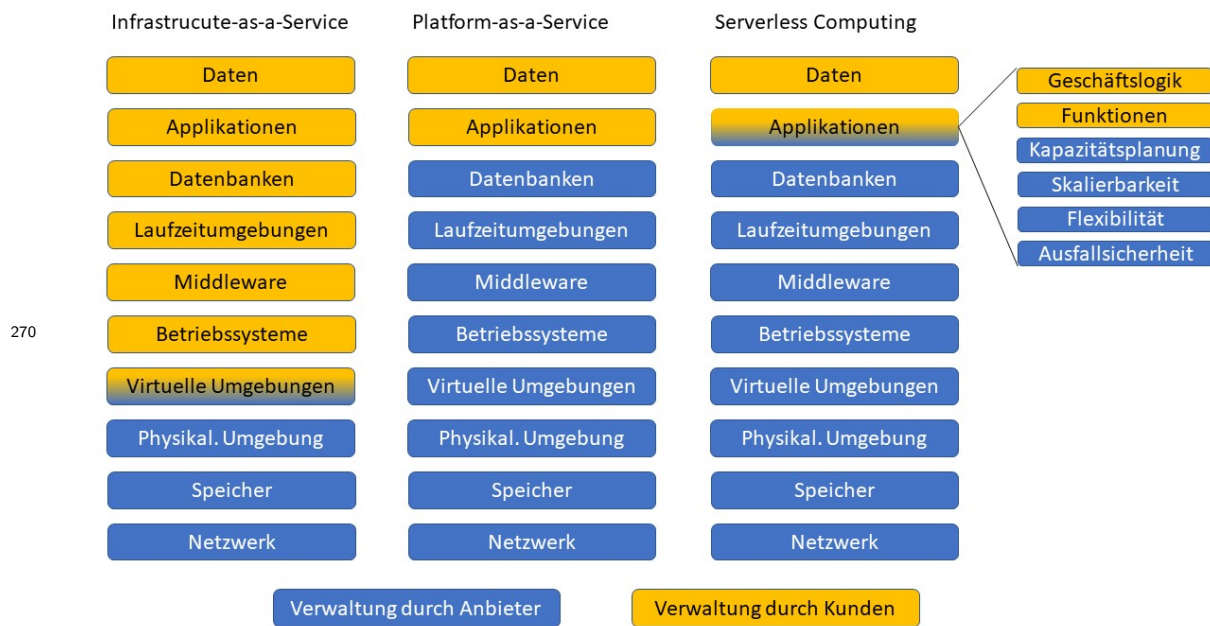 Infrastrucute-as-a-Service
Daten
Applikationen
Datenbanken
Laufzeitumgebungen
Middleware
Betriebssysteme
Virtuelle Umgebungen
Physikal. Umgebung
Speicher
Netzwerk
Platform-as-a-Service
Daten
Applikationen
Datenbanken
Laufzeitumgebungen
Middleware
Betriebssysteme
Virtuelle Umgebungen
Physikal. Umgebung
Speicher
Netzwerk
Serverless Computing
Daten
Applikationen
Datenbanken
Laufzeitumgebungen
Middleware
Betriebssysteme
Virtuelle Umgebungen
Physikal. Umgebung
Speicher
Netzwerk
Geschäftslogik
Funktionen
Kapazitätsplanung
Skalierbarkeit
Flexibilität
Ausfallsicherheit
270
Verwaltung durch Anbieter
Verwaltung durch Kunden